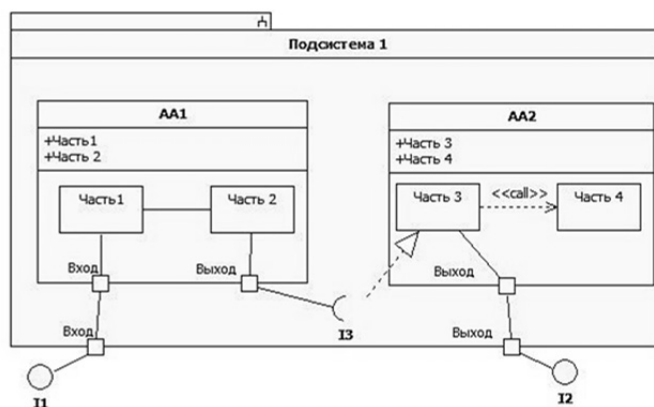 Подсистема 1
АА1
+Часть1
+Часть 2
Часть1
Часть 2
Вход
Выход
АА2
+Часть 3
+Часть 4
Часть 3
<<call>>
Часть 4
Выход
I3
Вход
Выход
I1
I2